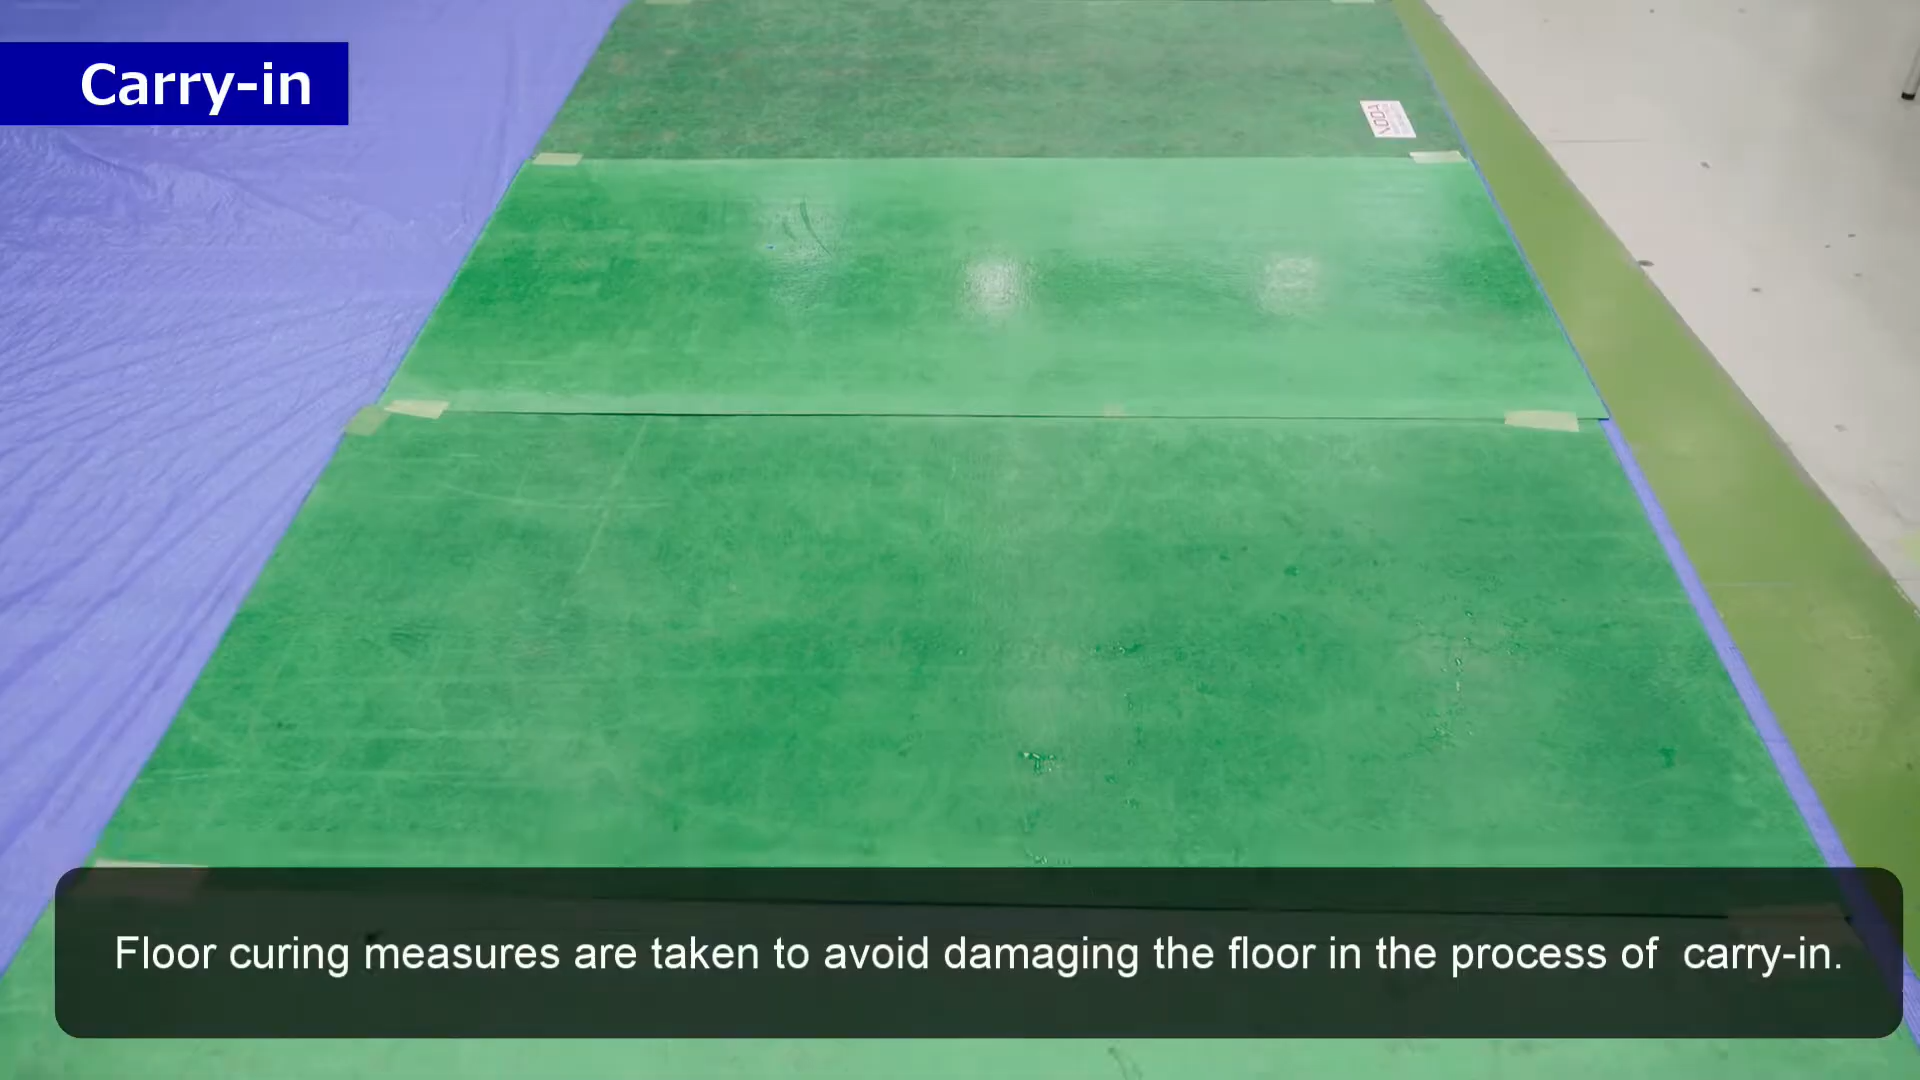 Carry-in
Floor curing measures are taken to avoid damaging the floor in the process of carry-in.